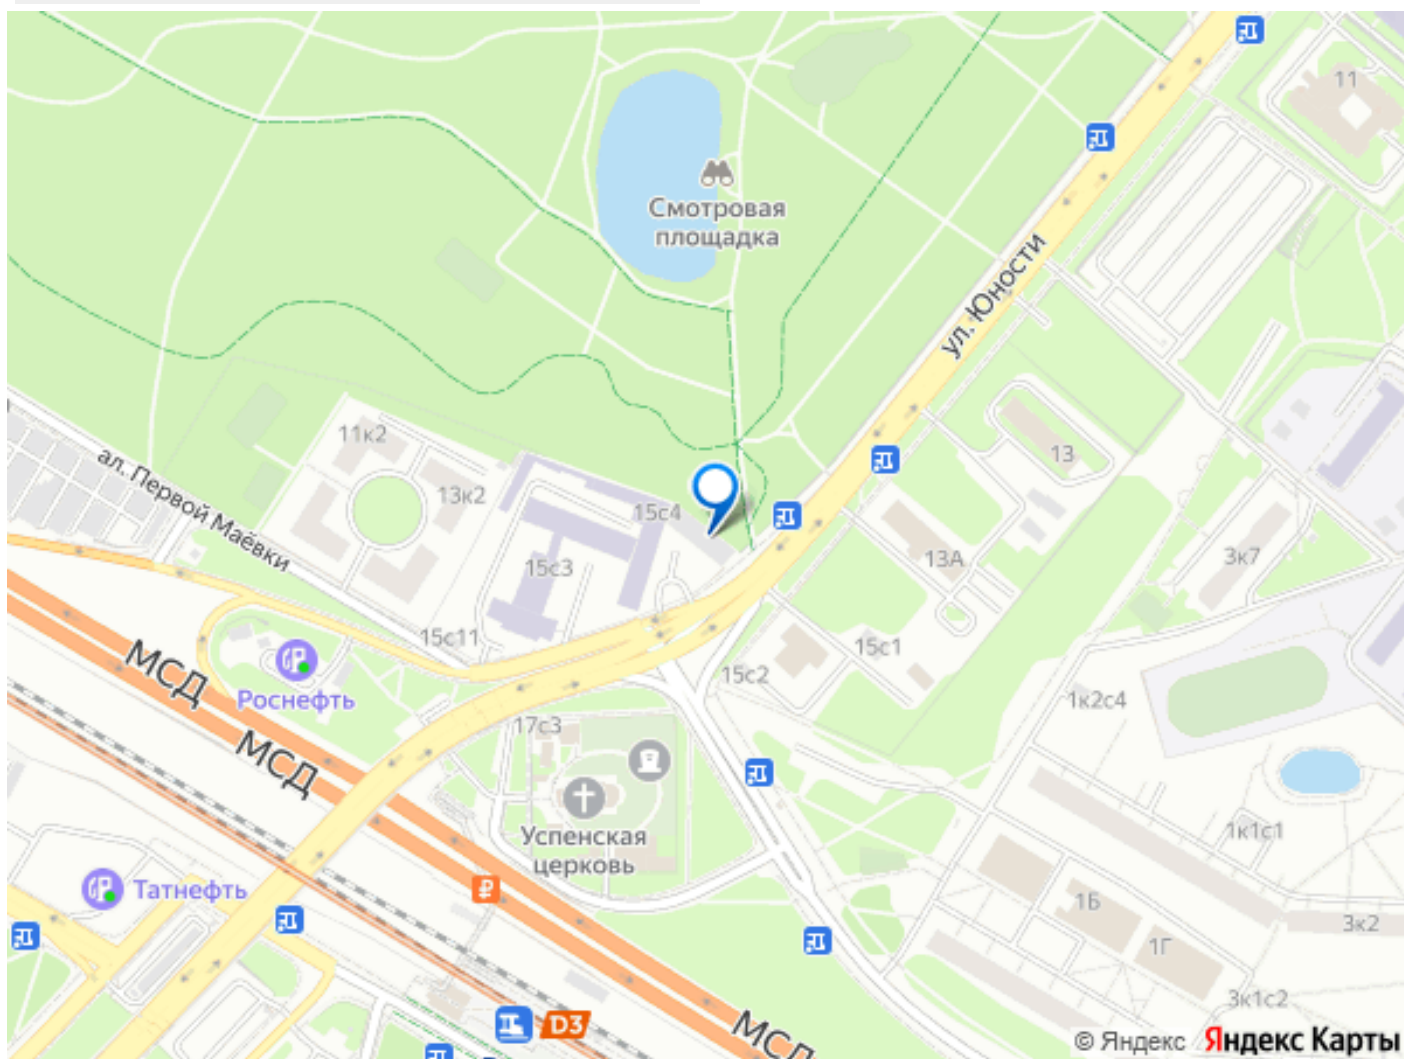 11
Смотровая
площадка
ул. Юности
11к2
ал. Первой Маёвки
13к2
15с4
13
15с3
13А
3к7
15с11
15с1
15с2
1к2с4
МСД
Роснефть
17с3
МСД
Успенская
церковь
1к1с1
Татнефть
₽
1Б
3к2
1Г
3к1с2
D3
МСД
© Яндекс Яндекс Карты